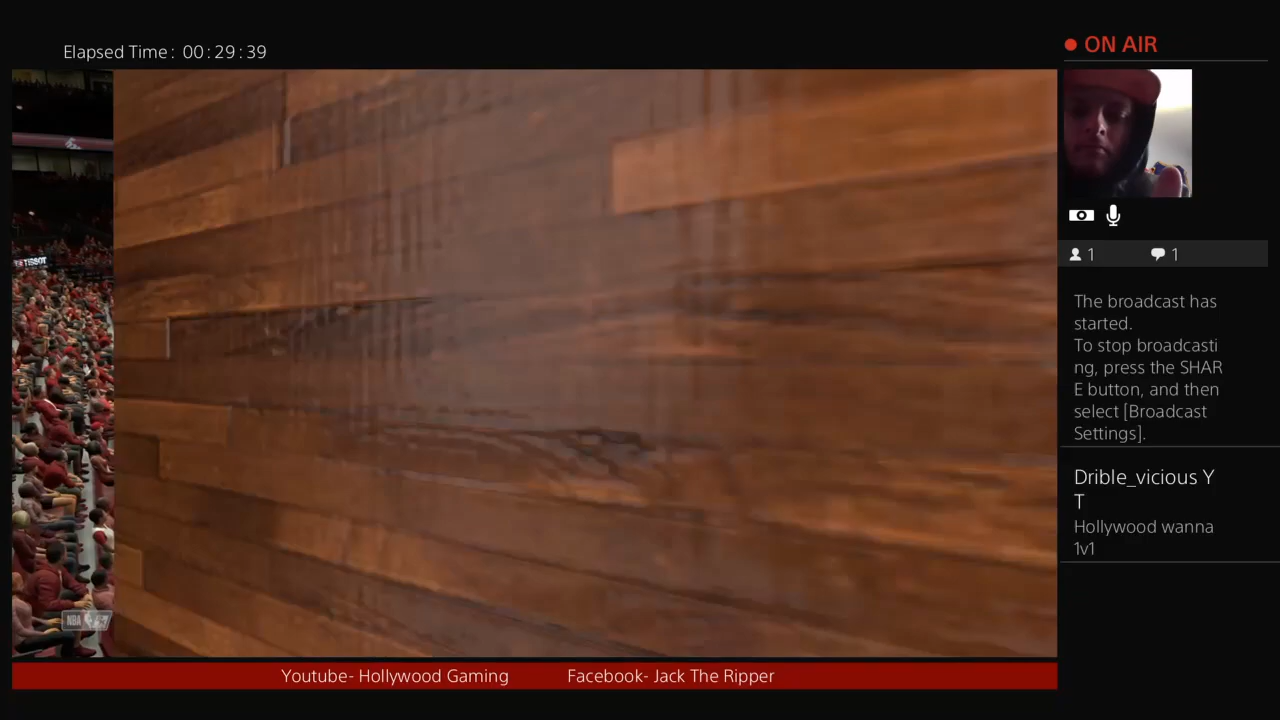 Elapsed Time: 00:29:39
ON AIR
TISSOT
1 1
The broadcast has
started.
To stop broadcasti
ng, press the SHAR
E button, and then
select [Broadcast
Settings].
Drible_vicious Y
T
Hollywood wanna
1v1
NBA
Youtube- Hollywood Gaming Facebook- Jack The Ripper